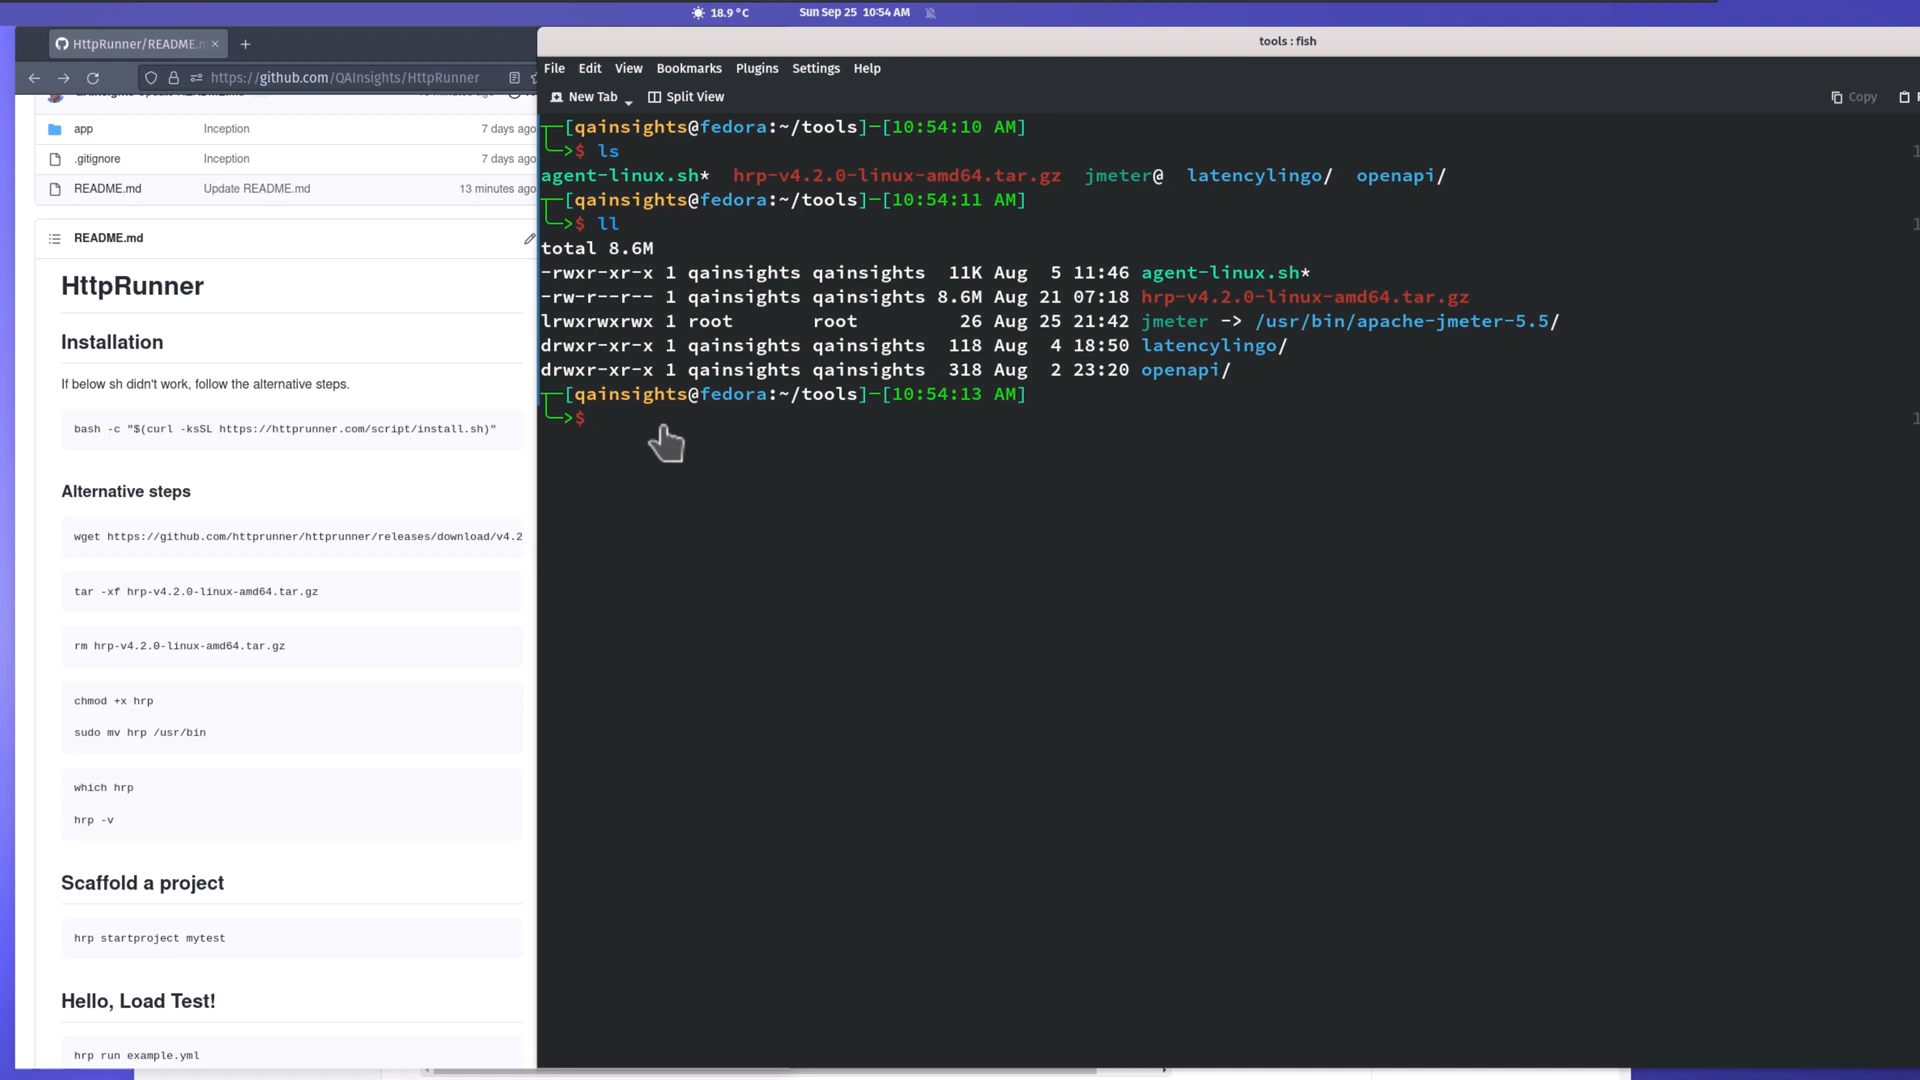 18.9 °C
Sun Sep 25 10:54 AM
HttpRunner/README.m
https://github.com/QAInsights/HttpRunner
app Inception 7 days ago
.gitignore Inception 7 days ago
README.md Update README.md 13 minutes ago
README.md
HttpRunner
Installation
If below sh didn't work, follow the alternative steps.
bash -c "$(curl -ksSL https://httprunner.com/script/install.sh)"
Alternative steps
wget https://github.com/httprunner/httprunner/releases/download/v4.2
tar -xf hrp-v4.2.0-linux-amd64.tar.gz
rm hrp-v4.2.0-linux-amd64.tar.gz
chmod +x hrp
sudo mv hrp /usr/bin
which hrp
hrp -v
Scaffold a project
hrp startproject mytest
Hello, Load Test!
hrp run example.yml
tools : fish
File Edit View Bookmarks Plugins Settings Help
New Tab Split View Copy
[qainsights@fedora:~/tools]─[10:54:10 AM]
╰─>$ ls
agent-linux.sh* hrp-v4.2.0-linux-amd64.tar.gz jmeter@ latencylingo/ openapi/
[qainsights@fedora:~/tools]─[10:54:11 AM]
╰─>$ ll
total 8.6M
-rwxr-xr-x 1 qainsights qainsights 11K Aug 5 11:46 agent-linux.sh*
-rw-r--r-- 1 qainsights qainsights 8.6M Aug 21 07:18 hrp-v4.2.0-linux-amd64.tar.gz
lrwxrwxrwx 1 root root 26 Aug 25 21:42 jmeter -> /usr/bin/apache-jmeter-5.5/
drwxr-xr-x 1 qainsights qainsights 118 Aug 4 18:50 latencylingo/
drwxr-xr-x 1 qainsights qainsights 318 Aug 2 23:20 openapi/
[qainsights@fedora:~/tools]─[10:54:13 AM]
╰─>$